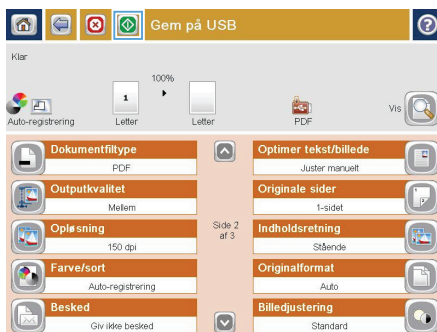 Gem på USB
Klar
100%
1
Auto-registrering
Letter
Letter
PDF
Vis
Dokumentfiltype
PDF
Optimer tekst/billede
Juster manuelt
Outputkvalitet
Mellem
Originale sider
1-sidet
Side 2
af 3
Opløsning
150 dpi
Indholdsretning
Stående
Farve/sort
Auto-registrering
Originalformat
Auto
Besked
Giv ikke besked
Billedjustering
Standard